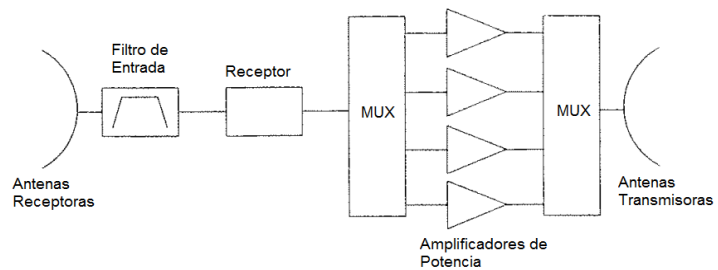 Filtro de
Entrada
Receptor
MUX
MUX
Antenas
Receptoras
Antenas
Transmisoras
Amplificadores de
Potencia